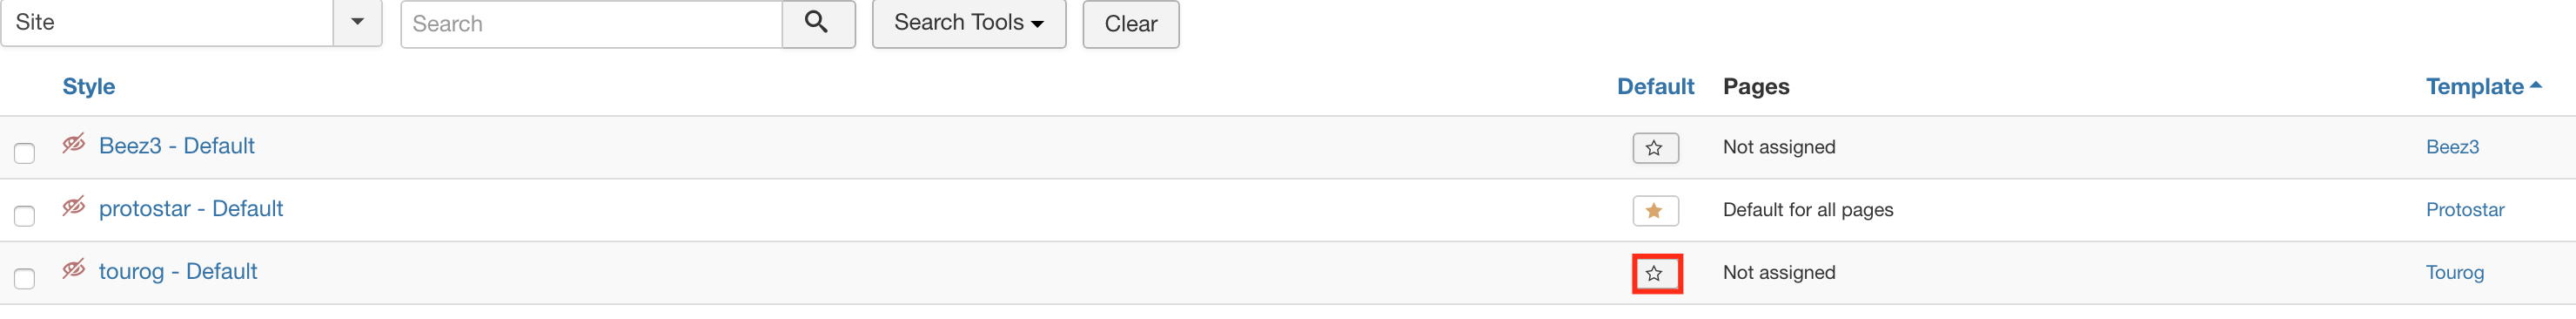 Site Search Search Tools Clear
Style Default Pages Template
Beez3 - Default Not assigned Beez3
protostar - Default Default for all pages Protostar
tourog - Default Not assigned Tourog